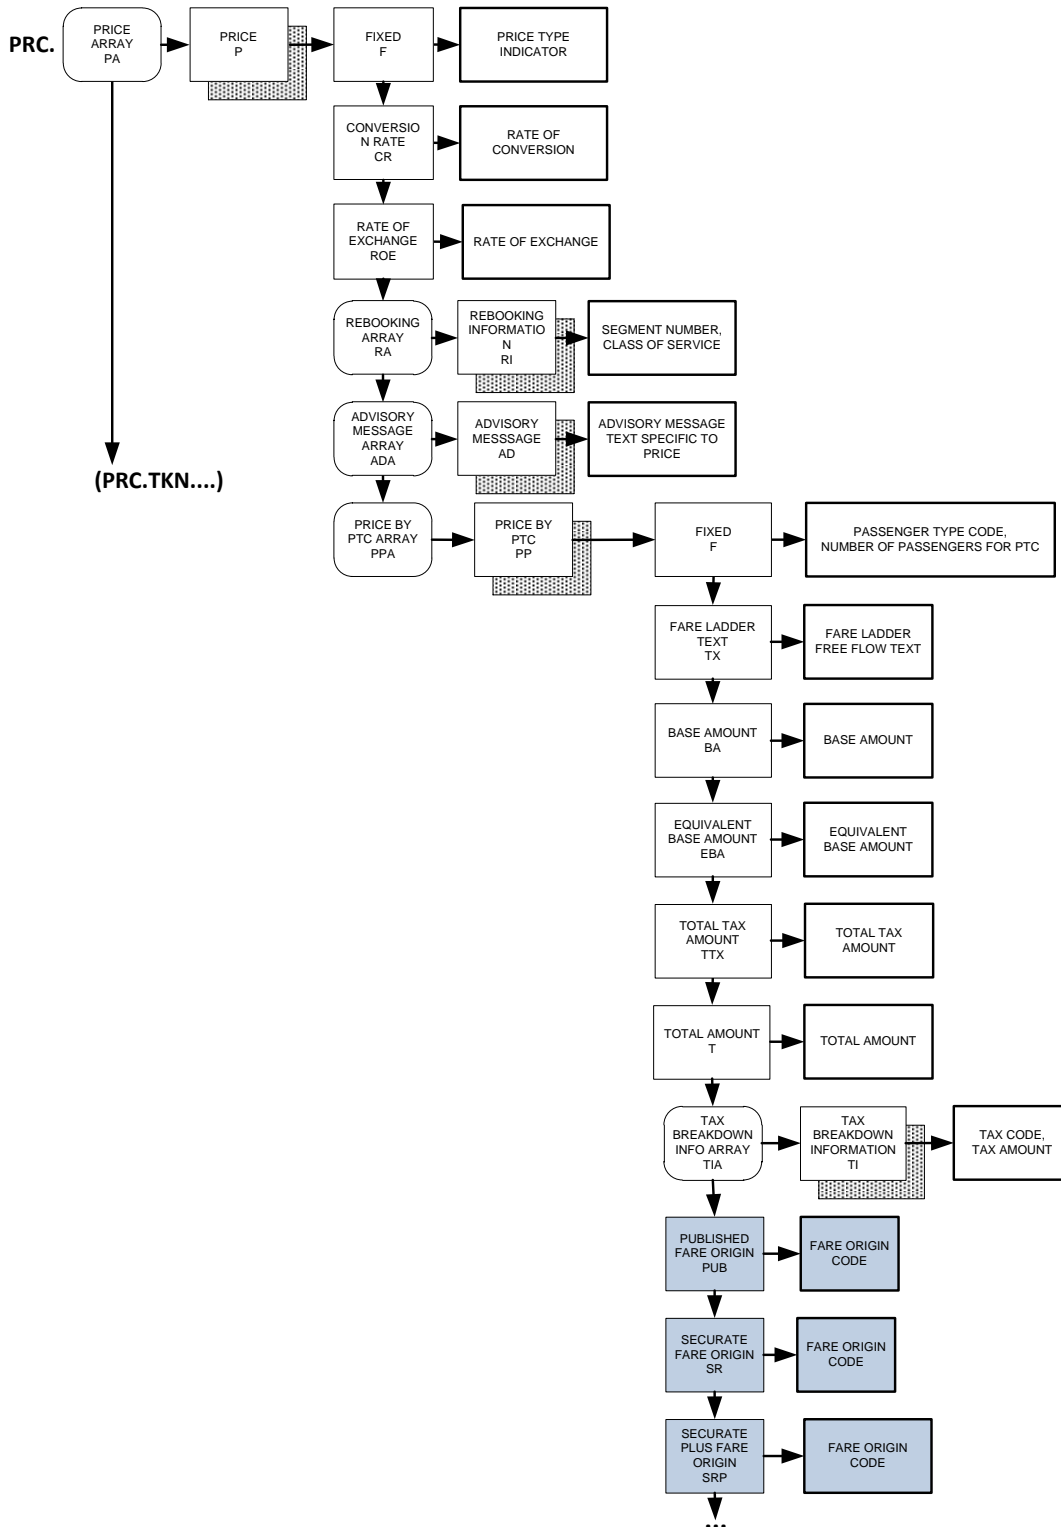 PRC.
PRICE
ARRAY
PA
PRICE
P
FIXED
F
PRICE TYPE
INDICATOR
CONVERSIO
N RATE
CR
RATE OF
CONVERSION
RATE OF
EXCHANGE
ROE
RATE OF EXCHANGE
REBOOKING
ARRAY
RA
REBOOKING
INFORMATIO
N
RI
SEGMENT NUMBER,
CLASS OF SERVICE
ADVISORY
MESSAGE
ARRAY
ADA
ADVISORY
MESSSAGE
AD
ADVISORY MESSAGE
TEXT SPECIFIC TO
PRICE
(PRC.TKN....)
PRICE BY
PTC ARRAY
PPA
PRICE BY
PTC
PP
FIXED
F
PASSENGER TYPE CODE,
NUMBER OF PASSENGERS FOR PTC
FARE LADDER
TEXT
TX
FARE LADDER
FREE FLOW TEXT
BASE AMOUNT
BA
BASE AMOUNT
EQUIVALENT
BASE AMOUNT
EBA
EQUIVALENT
BASE AMOUNT
TOTAL TAX
AMOUNT
TTX
TOTAL TAX
AMOUNT
TOTAL AMOUNT
T
TOTAL AMOUNT
TAX
BREAKDOWN
INFO ARRAY
TIA
TAX
BREAKDOWN
INFORMATION
TI
TAX CODE,
TAX AMOUNT
PUBLISHED
FARE ORIGIN
PUB
FARE ORIGIN
CODE
SECURATE
FARE ORIGIN
SR
FARE ORIGIN
CODE
SECURATE
PLUS FARE
ORIGIN
SRP
FARE ORIGIN
CODE
...